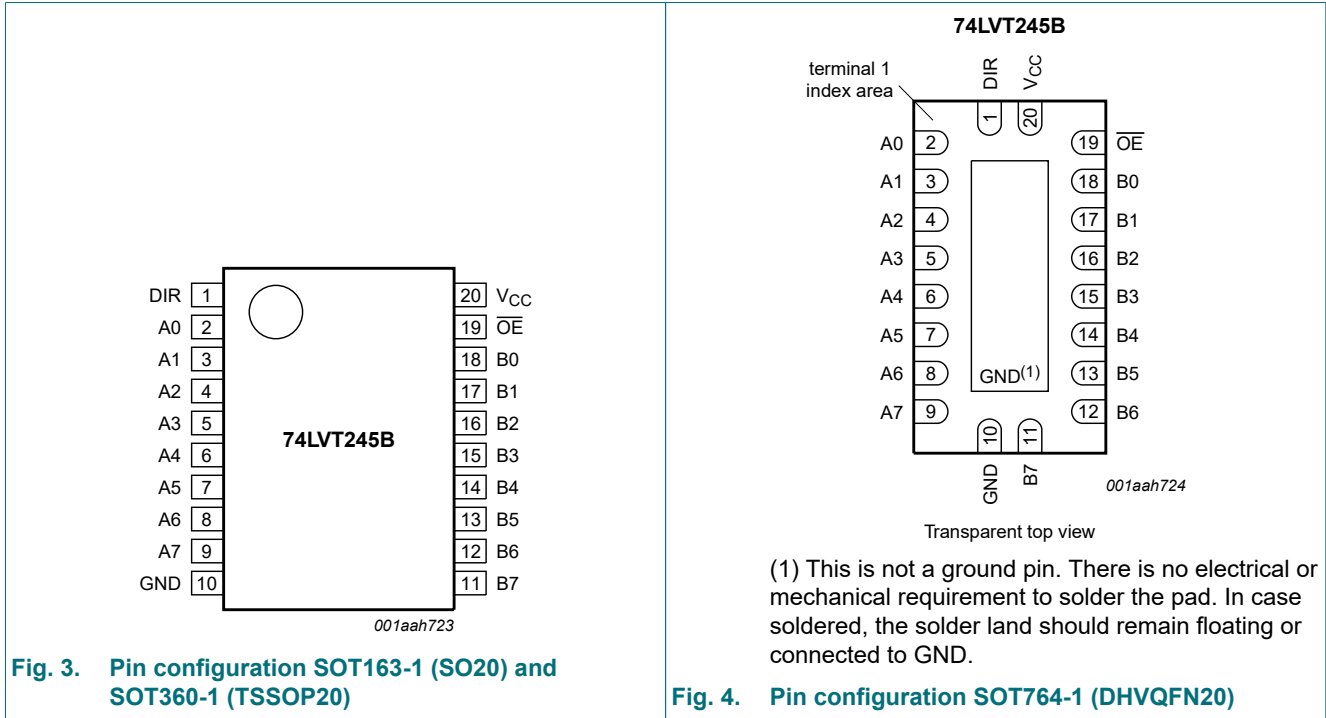 DIR 1
A0 2
A1 3
A2 4
A3 5
A4 6
A5 7
A6 8
A7 9
GND 10
74LVT245B
20 VCC
19 OE
18 B0
17 B1
16 B2
15 B3
14 B4
13 B5
12 B6
11 B7
001aah723
Fig. 3. Pin configuration SOT163-1 (SO20) and
SOT360-1 (TSSOP20)
74LVT245B
terminal 1
index area
DIR
VCC
1
20
A0 2
A1 3
A2 4
A3 5
A4 6
A5 7
A6 8
A7 9
GND(1)
19 OE
18 B0
17 B1
16 B2
15 B3
14 B4
13 B5
12 B6
10
11
GND
B7
001aah724
Transparent top view
(1) This is not a ground pin. There is no electrical or
mechanical requirement to solder the pad. In case
soldered, the solder land should remain floating or
connected to GND.
Fig. 4. Pin configuration SOT764-1 (DHVQFN20)